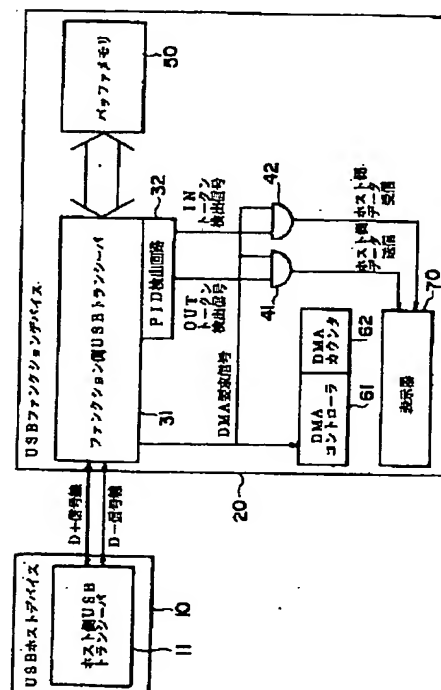 USBホストデバイス
ホスト側USB
トランシーバ
11
10
D+信号線
D−信号線
USBファンクションデバイス
ファンクション側USBトランシーバ
31
PID検出回路
32
バッファメモリ
50
OUT
トークン
検出信号
IN
トークン
検出信号
DMA要求信号
41
42
ホスト側
データ
送信
ホスト側
データ
受信
DMA
コントローラ
DMA
カウンタ
61
62
表示器
70
20